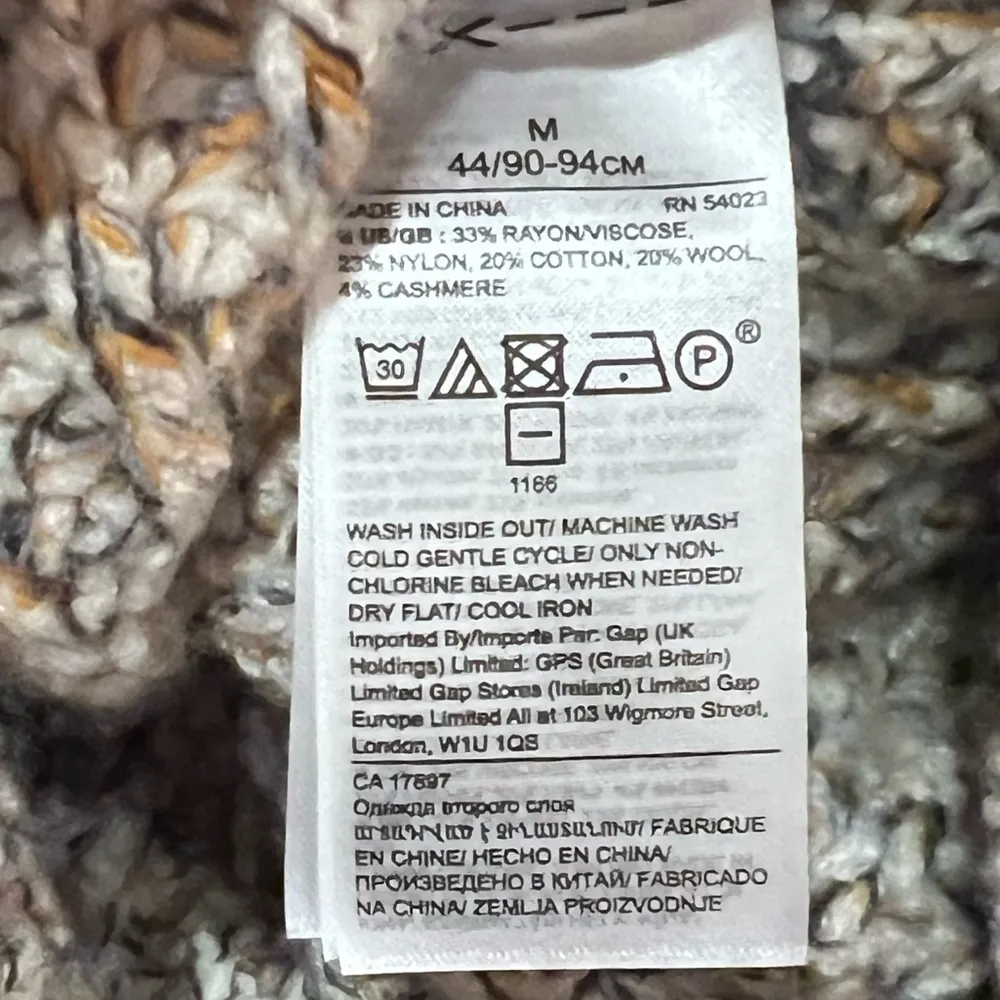 M
44/90-94CM
MADE IN CHINA RN 54023
US/GB : 33% RAYON/VISCOSE,
23% NYLON, 20% COTTON, 20% WOOL,
4% CASHMERE
30
P ®
1166
WASH INSIDE OUT/ MACHINE WASH
COLD GENTLE CYCLE/ ONLY NON-
CHLORINE BLEACH WHEN NEEDED/
DRY FLAT/ COOL IRON
Imported By/Importe Par: Gap (UK
Holdings) Limited: GPS (Great Britain)
Limited Gap Stores (Ireland) Limited Gap
Europe Limited All at 103 Wigmore Street,
London, W1U 1QS
CA 17897
Одежда второго слоя
FABRIQUE
EN CHINE/ HECHO EN CHINA/
ПРОИЗВЕДЕНО В КИТАЙ/ FABRICADO
NA CHINA/ ZEMLJA PROIZVODNJE